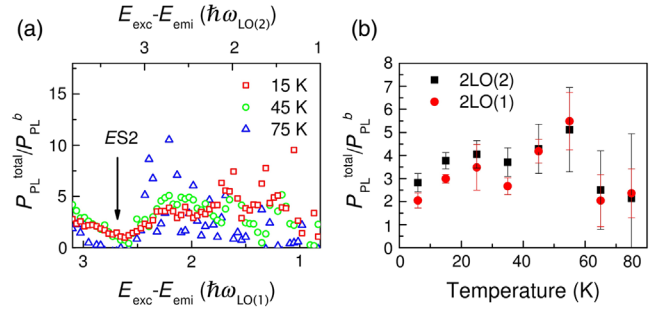 (a)
E_exc-E_emi (ℏω_LO(2))
3 2 1
15 K
45 K
75 K
ES2
P_PL^total/P_PL^b
15
10
5
0
3 2 1
E_exc-E_emi (ℏω_LO(1))
(b)
2LO(2)
2LO(1)
P_PL^total/P_PL^b
8
7
6
5
4
3
2
1
0
0 20 40 60 80
Temperature (K)